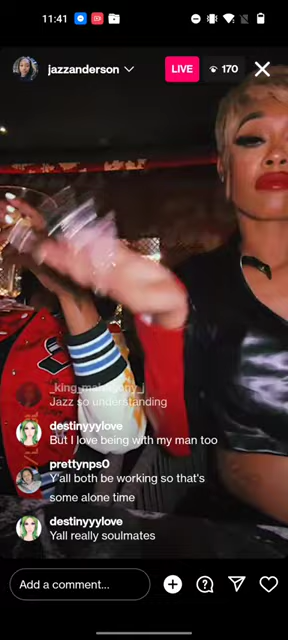 11:41
jazzanderson
LIVE
170
Jazz so understanding
destinyyylove
But I love being with my man too
prettynps0
Y'all both be working so that's
some alone time
destinyyylove
Yall really soulmates
Add a comment...